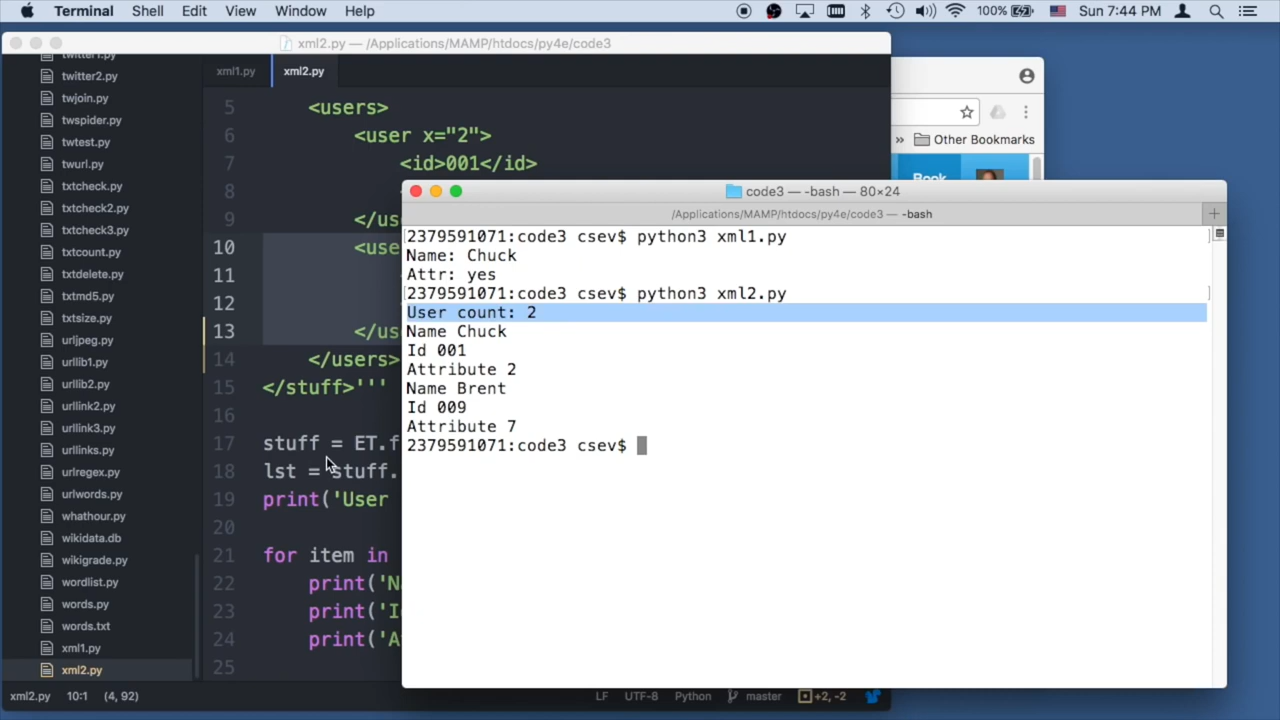 Terminal Shell Edit View Window Help 100% Sun 7:44 PM
xml2.py — /Applications/MAMP/htdocs/py4e/code3
twitter1.py
twitter2.py
twjoin.py
twspider.py
twtest.py
twurl.py
txtcheck.py
txtcheck2.py
txtcheck3.py
txtcount.py
txtdelete.py
txtmd5.py
txtsize.py
urljpeg.py
urllib1.py
urllib2.py
urllink2.py
urllink3.py
urllinks.py
urlregex.py
urlwords.py
whathour.py
wikidata.db
wikigrade.py
wordlist.py
words.py
words.txt
xml1.py
xml2.py
xml1.py xml2.py
5 <users>
6 <user x="2">
7 <id>001</id>
8
9 </us
10 <use
11
12
13 </us
14 </users>
15 </stuff>'''
16
17 stuff = ET.f
18 lst = stuff.
19 print('User
20
21 for item in
22 print('N
23 print('I
24 print('A
25
» Other Bookmarks
Book
code3 — -bash — 80×24
/Applications/MAMP/htdocs/py4e/code3 — -bash +
[2379591071:code3 csev$ python3 xml1.py ]
Name: Chuck
Attr: yes
[2379591071:code3 csev$ python3 xml2.py ]
User count: 2
Name Chuck
Id 001
Attribute 2
Name Brent
Id 009
Attribute 7
2379591071:code3 csev$
xml2.py 10:1 (4, 92) LF UTF-8 Python master +2, -2